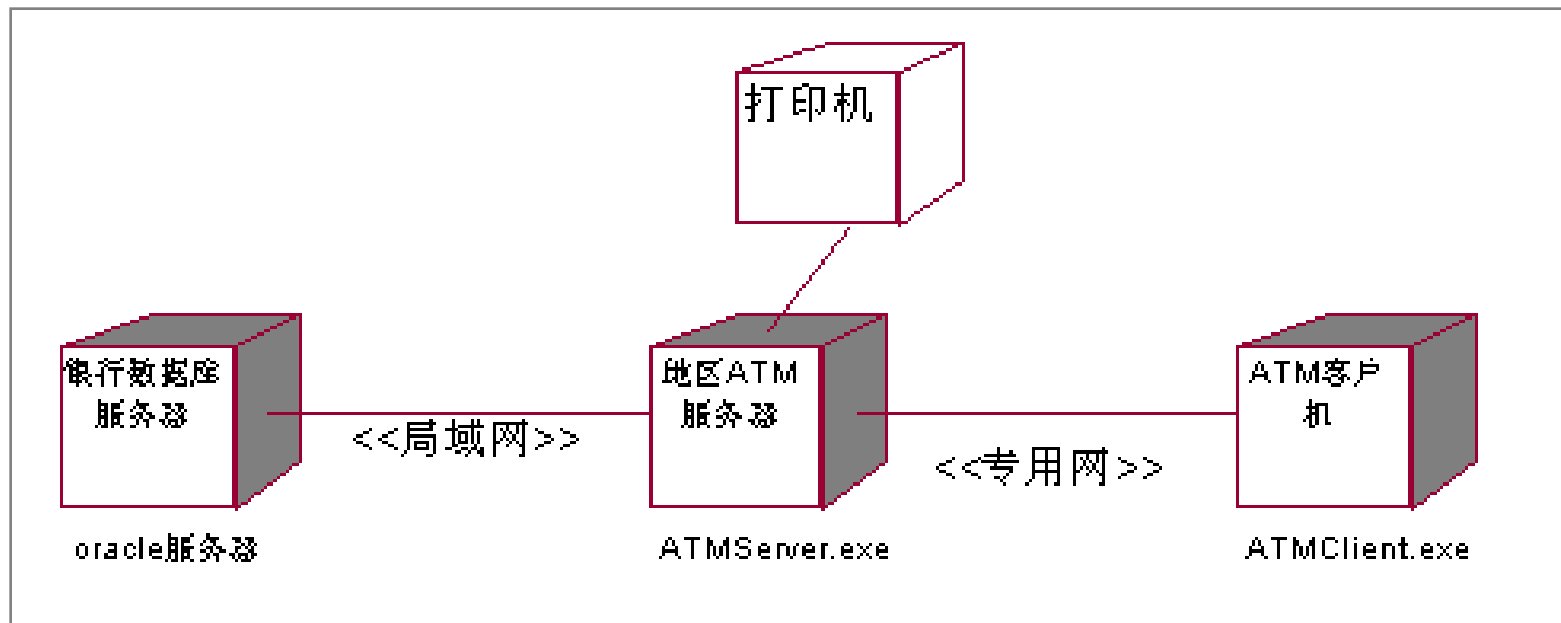 打印机
银行数据库
服务器
地区ATM
服务器
ATM客户
机
<<局域网>>
<<专用网>>
oracle服务器
ATMServer.exe
ATMClient.exe